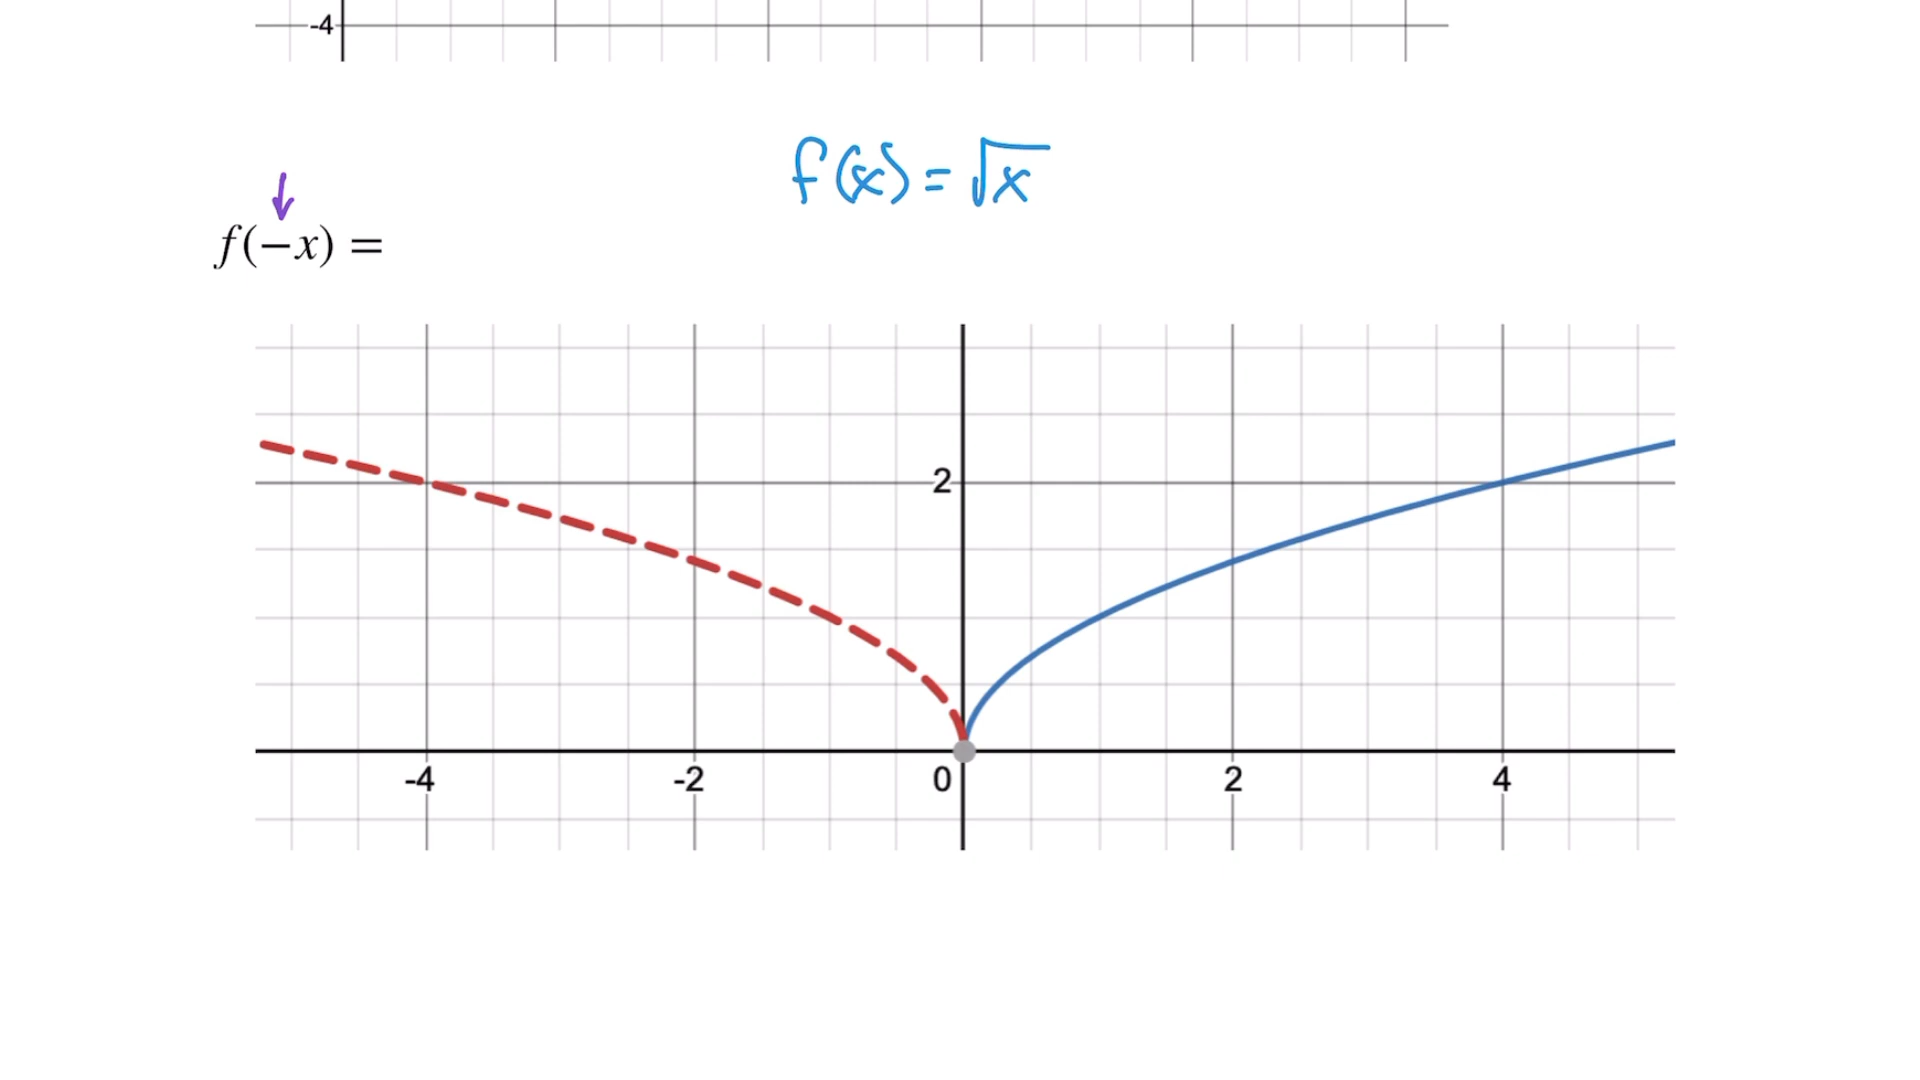 -4
f(x) = √x
f(−x) =
2
-4 -2 0 2 4